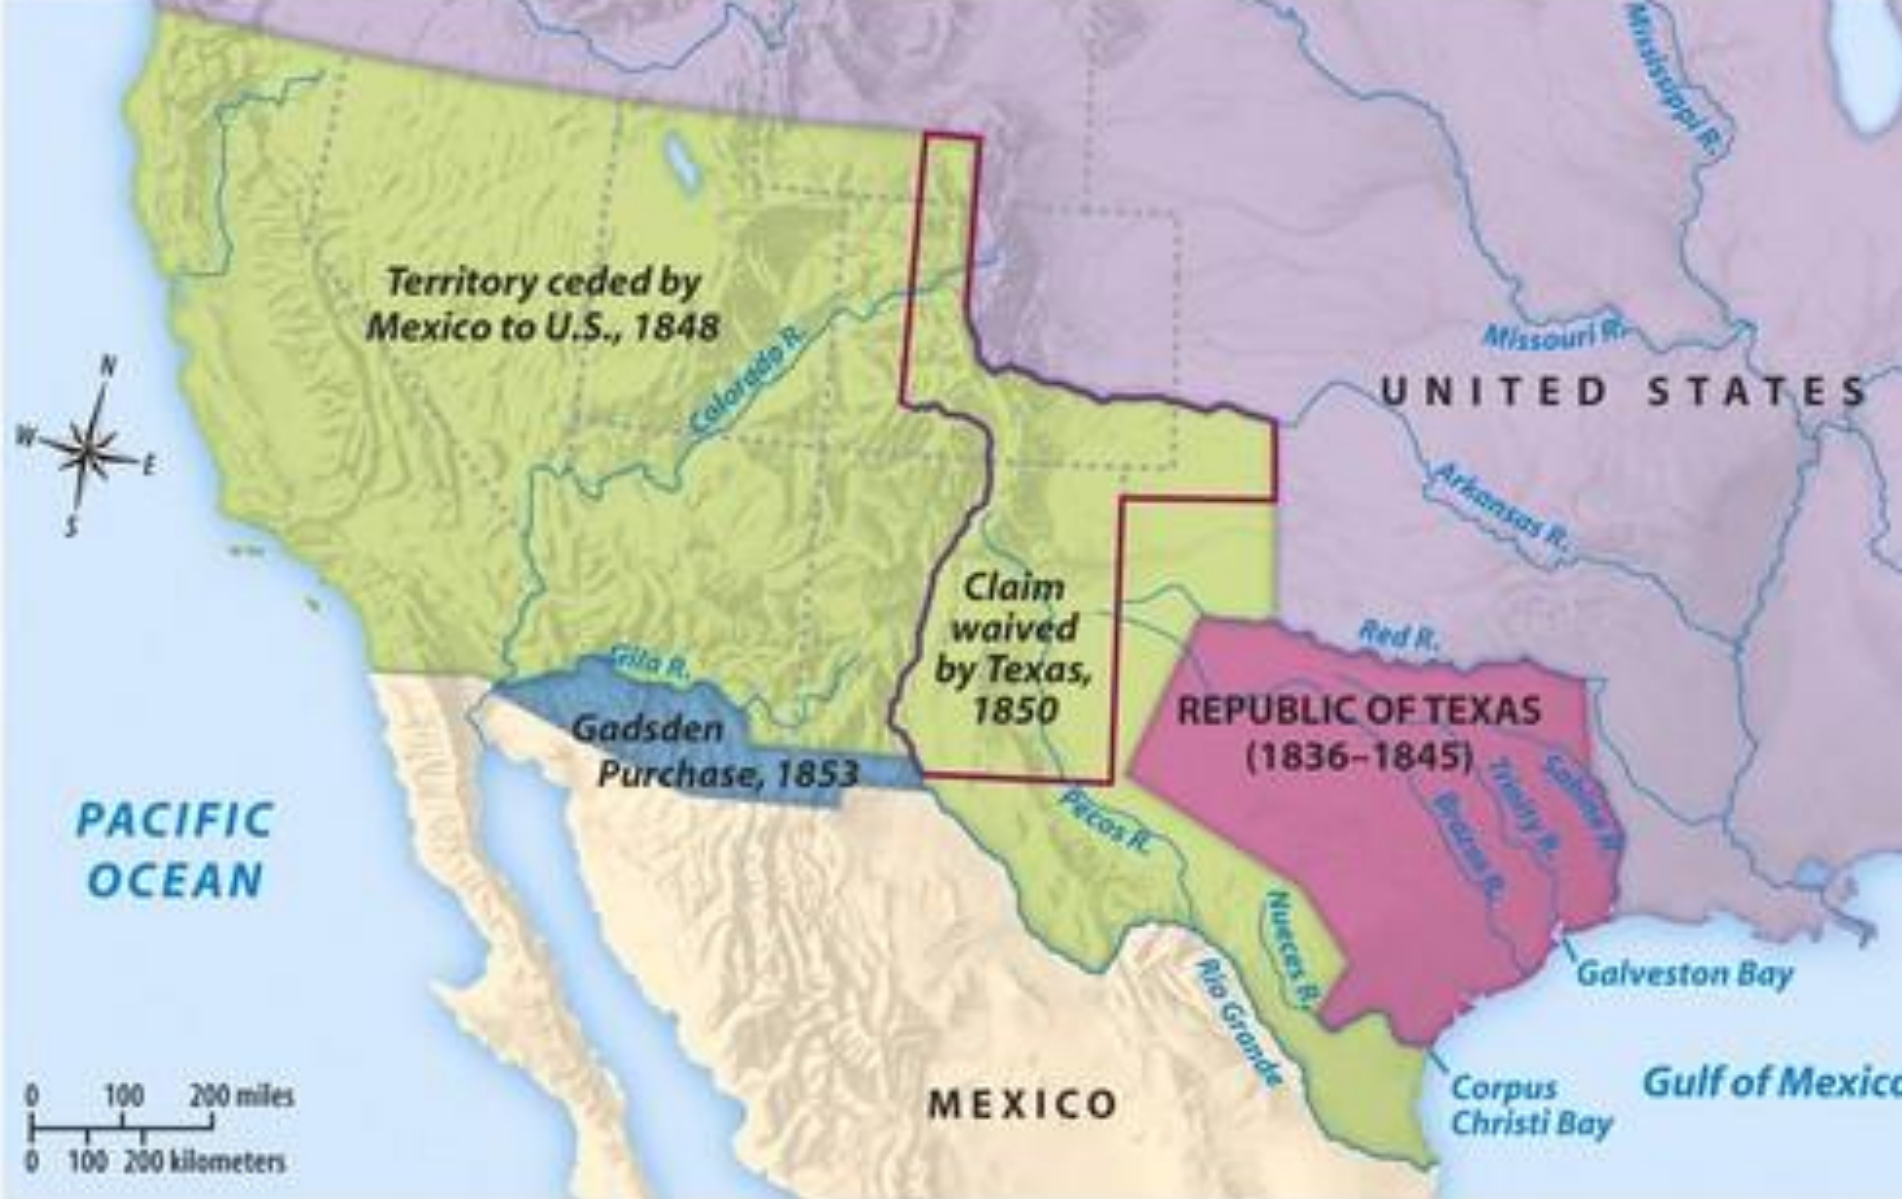 Mississippi R.
Territory ceded by
Mexico to U.S., 1848
Colorado R.
Missouri R.
UNITED STATES
N
W
E
S
Arkansas R.
Claim
waived
by Texas,
1850
Gila R.
Red R.
Gadsden
Purchase, 1853
REPUBLIC OF TEXAS
(1836–1845)
Trinity R.
Sabine R.
Brazos R.
Pecos R.
PACIFIC
OCEAN
Nueces R.
Rio Grande
Galveston Bay
MEXICO
Corpus
Christi Bay
Gulf of Mexico
0 100 200 miles
0 100 200 kilometers